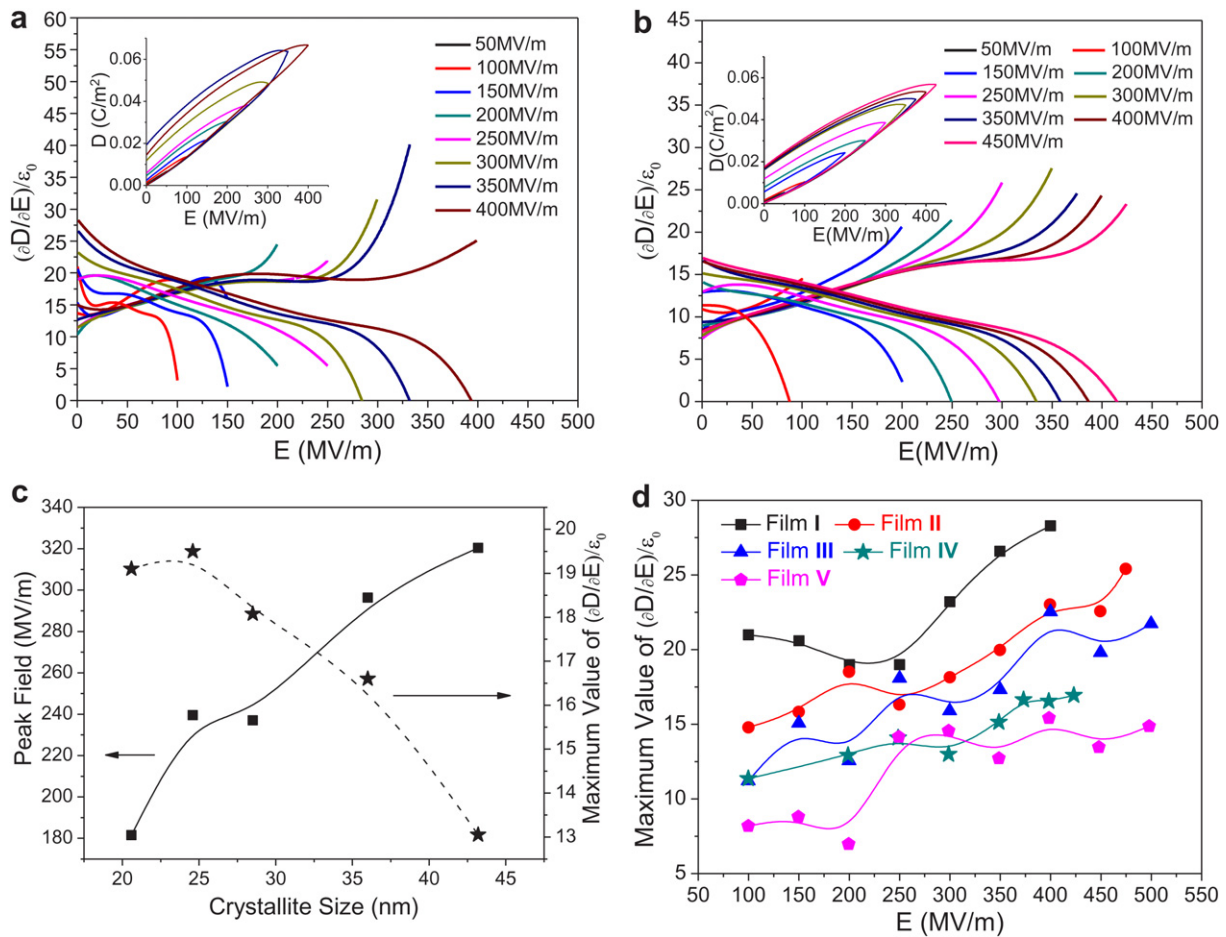 a
60
55
50
45
40
35
30
25
20
15
10
5
0
(∂D/∂E)/ε₀
0 50 100 150 200 250 300 350 400 450 500
E (MV/m)
50MV/m
100MV/m
150MV/m
200MV/m
250MV/m
300MV/m
350MV/m
400MV/m
D (C/m²)
0.06
0.04
0.02
0.00
0 100 200 300 400
E (MV/m)
b
45
40
35
30
25
20
15
10
5
0
(∂D/∂E)/ε₀
0 50 100 150 200 250 300 350 400 450 500
E(MV/m)
50MV/m 100MV/m
150MV/m 200MV/m
250MV/m 300MV/m
350MV/m 400MV/m
450MV/m
D(C/m²)
0.06
0.04
0.02
0.00
0 100 200 300 400
E(MV/m)
c
340
320
300
280
260
240
220
200
180
Peak Field (MV/m)
20 25 30 35 40 45
Crystallite Size (nm)
20
19
18
17
16
15
14
13
Maximum Value of (∂D/∂E)/ε₀
d
30
25
20
15
10
5
Maximum Value of (∂D/∂E)/ε₀
50 100 150 200 250 300 350 400 450 500 550
E (MV/m)
Film I Film II
Film III Film IV
Film V